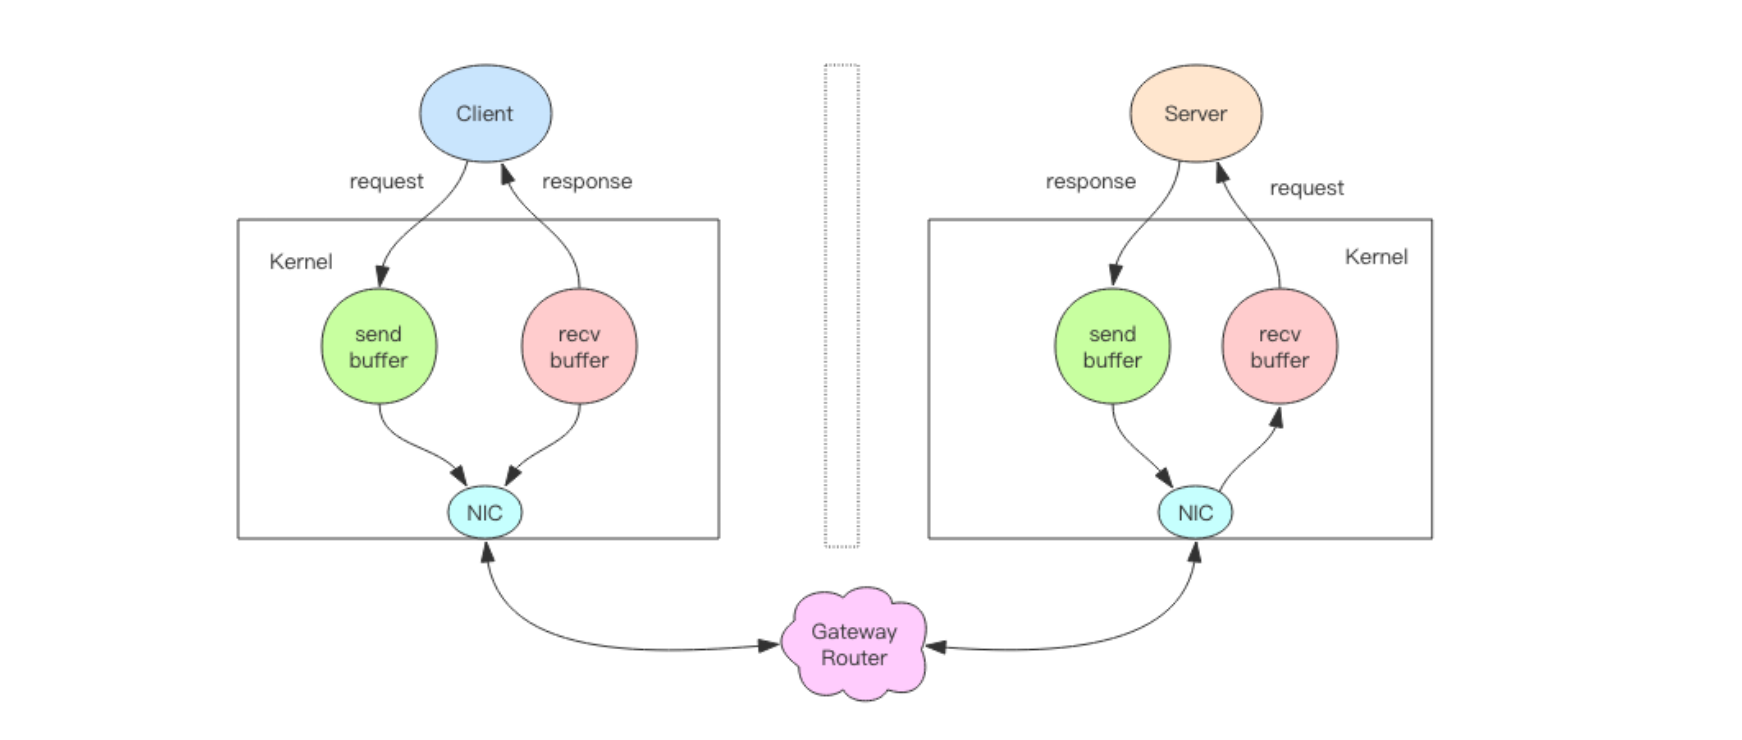 Client
Server
request
response
response
request
Kernel
Kernel
send
buffer
recv
buffer
send
buffer
recv
buffer
NIC
NIC
Gateway
Router